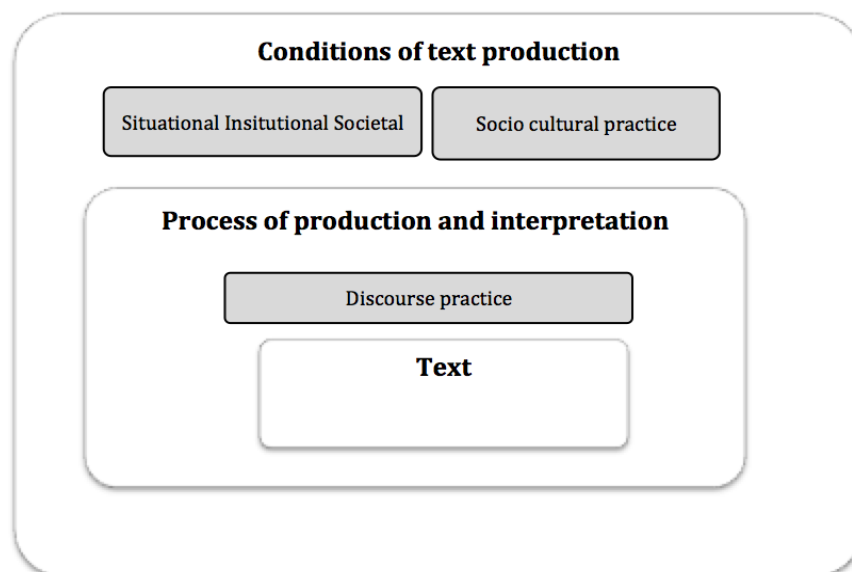 Conditions of text production
Situational Insitutional Societal
Socio cultural practice
Process of production and interpretation
Discourse practice
Text